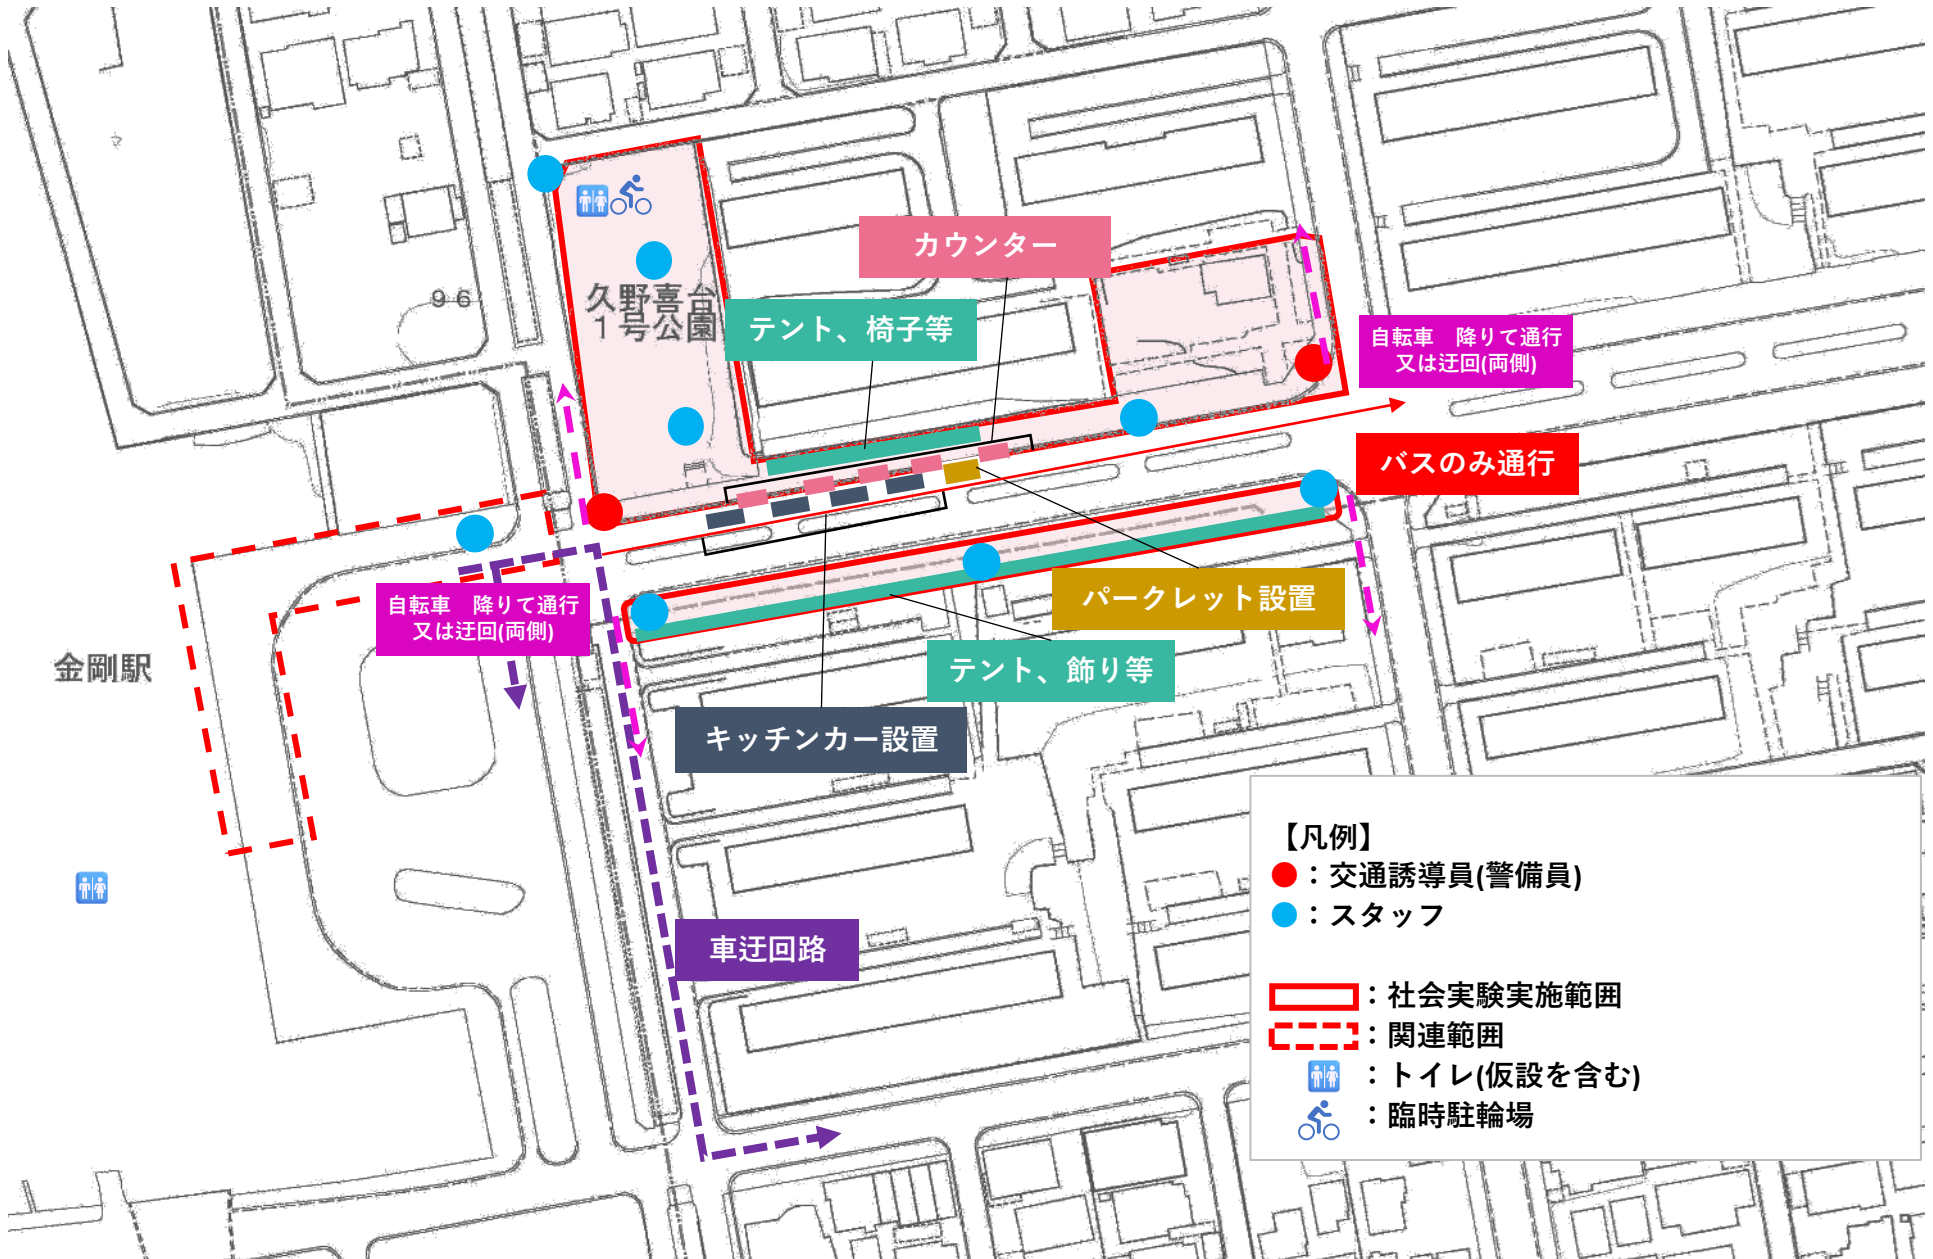 カウンター
96
久野喜台
1号公園
テント、椅子等
自転車　降りて通行
又は迂回(両側)
バスのみ通行
自転車　降りて通行
又は迂回(両側)
パークレット設置
金剛駅
テント、飾り等
キッチンカー設置
車迂回路
【凡例】
●：交通誘導員(警備員)
●：スタッフ
：社会実験実施範囲
：関連範囲
：トイレ(仮設を含む)
：臨時駐輪場